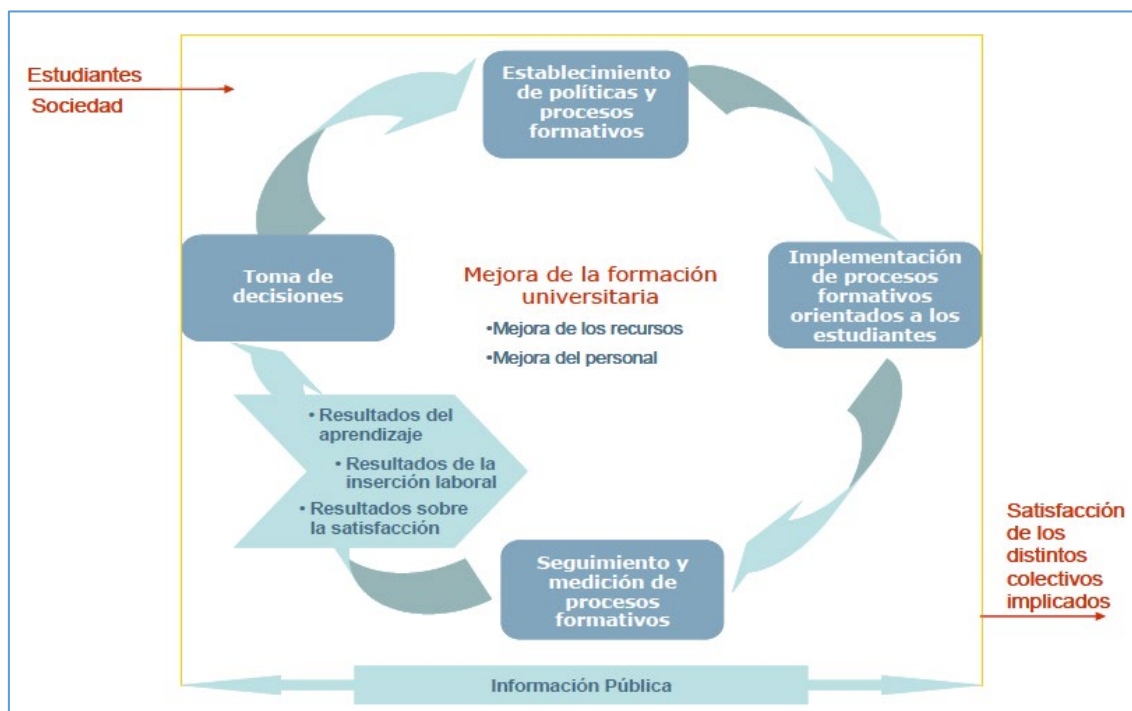 Estudiantes
Sociedad
Establecimiento
de políticas y
procesos
formativos
Toma de
decisiones
Mejora de la formación
universitaria
•Mejora de los recursos
•Mejora del personal
Implementación
de procesos
formativos
orientados a los
estudiantes
• Resultados del
aprendizaje
• Resultados de la
inserción laboral
• Resultados sobre
la satisfacción
Seguimiento y
medición de
procesos
formativos
Satisfacción
de los
distintos
colectivos
implicados
Información Pública